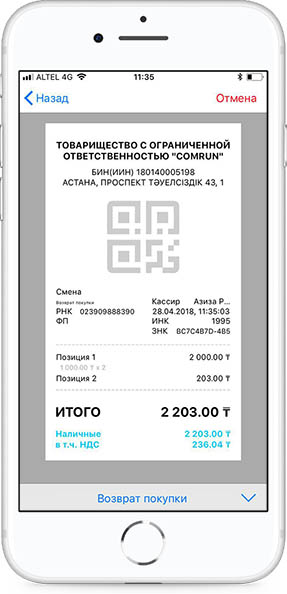 ALTEL 4G 11:35
Назад Отмена
ТОВАРИЩЕСТВО С ОГРАНИЧЕННОЙ
ОТВЕТСТВЕННОСТЬЮ "COMRUN"
БИН(ИИН) 180140005198
АСТАНА, ПРОСПЕКТ ТӘУЕЛСІЗДІК 43, 1
Смена
Возврат покупки Кассир Азиза Р...
РНК 023909888390 28.04.2018, 11:35:03
ФП ИНК 1995
ЗНК BC7C4B7D-485
Позиция 1 2 000.00 ₸
1 000.00 ₸ x 2
Позиция 2 203.00 ₸
ИТОГО 2 203.00 ₸
Наличные 2 203.00 ₸
в т.ч. НДС 236.04 ₸
Возврат покупки